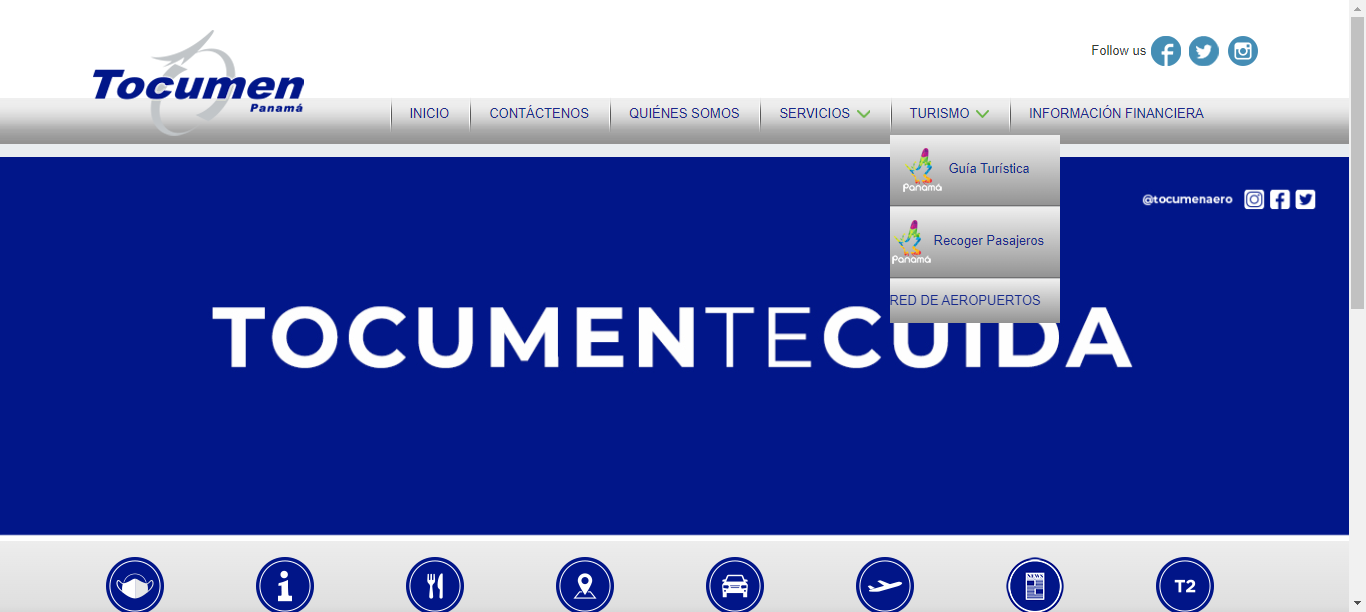 Follow us
Tocumen
Panamá
INICIO
CONTÁCTENOS
QUIÉNES SOMOS
SERVICIOS
TURISMO
INFORMACIÓN FINANCIERA
Panamá
Guía Turística
@tocumenaero
Panamá
Recoger Pasajeros
RED DE AEROPUERTOS
TOCUMENTECUIDA
NEWS
T2